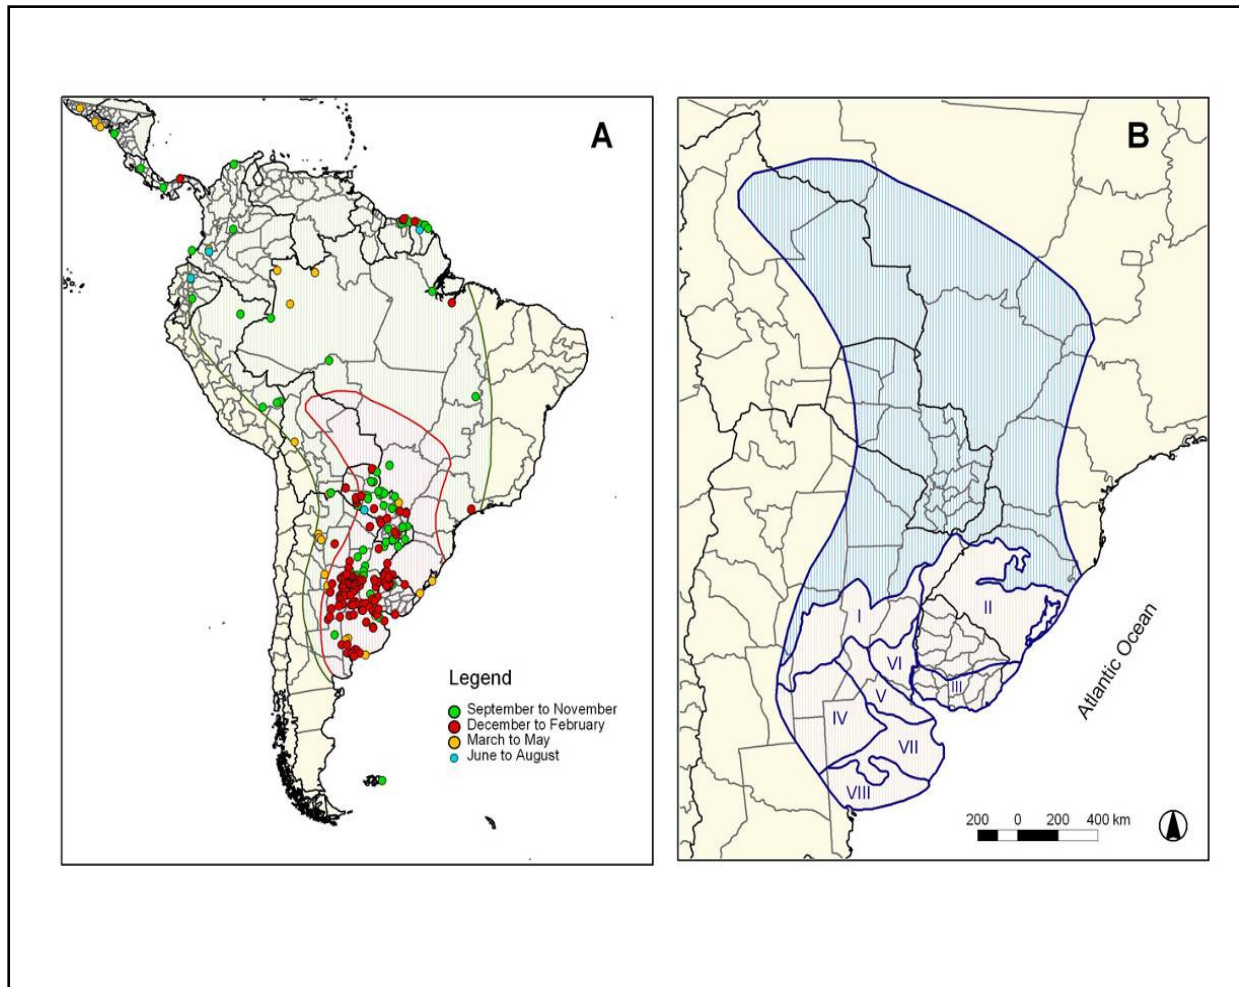 A
Legend
September to November
December to February
March to May
June to August
B
I
II
III
IV
V
VI
VII
VIII
Atlantic Ocean
200 0 200 400 km